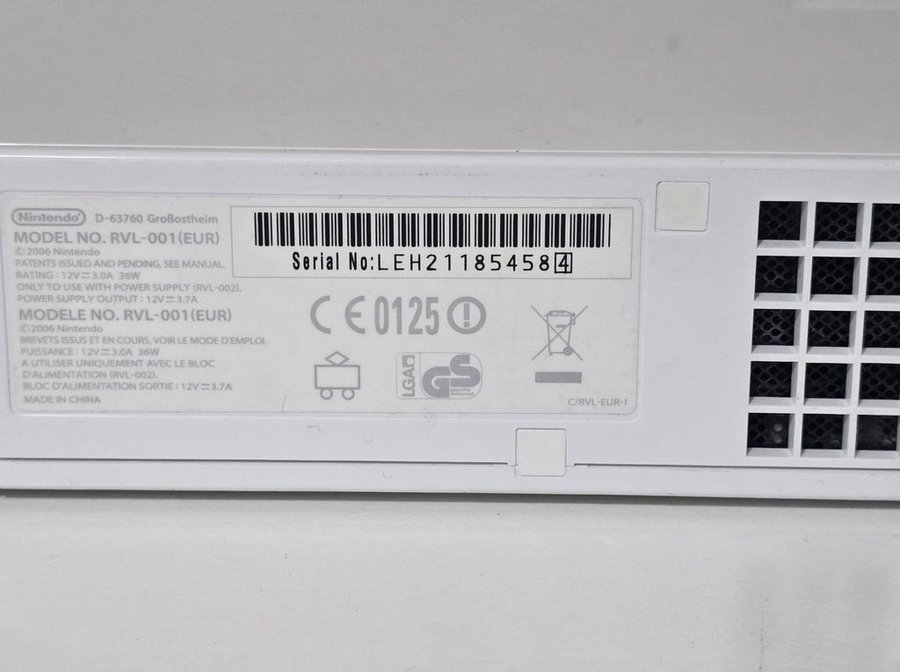 Nintendo D-63760 Großostheim
MODEL NO. RVL-001(EUR)
©2006 Nintendo
PATENTS ISSUED AND PENDING, SEE MANUAL.
RATING : 12V⎓3.0A 36W
ONLY TO USE WITH POWER SUPPLY (RVL-002).
POWER SUPPLY OUTPUT : 12V⎓3.7A
MODELE NO. RVL-001(EUR)
©2006 Nintendo
BREVETS ISSUS ET EN COURS, VOIR LE MODE D'EMPLOI.
PUISSANCE : 12V⎓3.0A 36W
A UTILISER UNIQUEMENT AVEC LE BLOC
D'ALIMENTATION (RVL-002).
BLOC D'ALIMENTATION SORTIE : 12V⎓3.7A
MADE IN CHINA
Serial No:LEH211854584
CE0125
LGA
GS
C/RVL-EUR-1